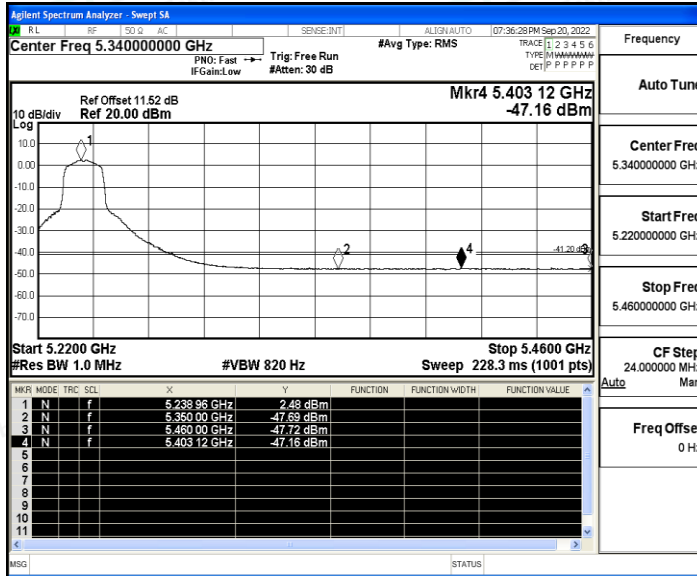 Agilent Spectrum Analyzer - Swept SA
LXI RL RF 50 Ω AC SENSE:INT ALIGN AUTO 07:36:28 PM Sep 20, 2022
Center Freq 5.340000000 GHz
PNO: Fast
IFGain:Low
Trig: Free Run
#Atten: 30 dB
#Avg Type: RMS
TRACE 1 2 3 4 5 6
TYPE M WWWWW
DET P P P P P P
Ref Offset 11.52 dB
10 dB/div Ref 20.00 dBm
Log
Mkr4 5.403 12 GHz
-47.16 dBm
10.0
0.00
-10.0
-20.0
-30.0
-40.0
-50.0
-60.0
-70.0
1
2
4
3
-41.20 dBm
Start 5.2200 GHz Stop 5.4600 GHz
#Res BW 1.0 MHz #VBW 820 Hz Sweep 228.3 ms (1001 pts)
MKR MODE TRC SCL X Y FUNCTION FUNCTION WIDTH FUNCTION VALUE
1 N f 5.238 96 GHz 2.48 dBm
2 N f 5.350 00 GHz -47.69 dBm
3 N f 5.460 00 GHz -47.72 dBm
4 N f 5.403 12 GHz -47.16 dBm
5
6
7
8
9
10
11
MSG STATUS
Frequency
Auto Tune
Center Freq
5.340000000 GHz
Start Freq
5.220000000 GHz
Stop Freq
5.460000000 GHz
CF Step
24.000000 MHz
Auto Man
Freq Offset
0 Hz